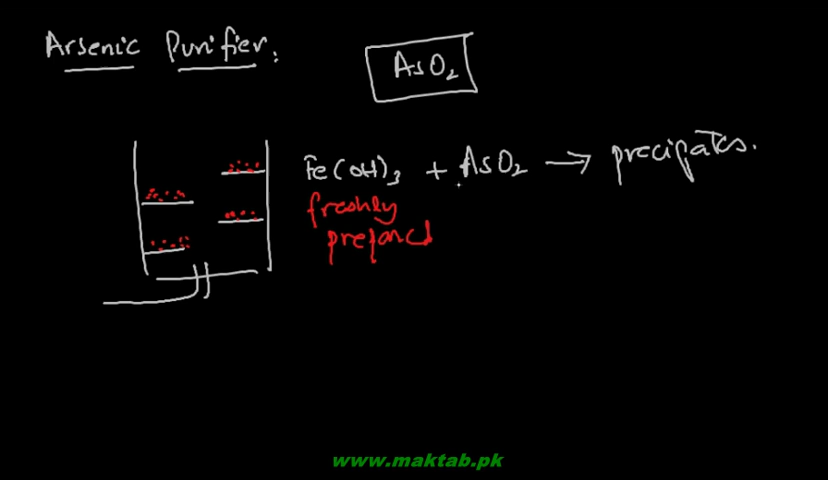 Arsenic Purifier.
AsO₂
Fe(OH)₃ + AsO₂ → precipates.
freshly
prepared
www.maktab.pk